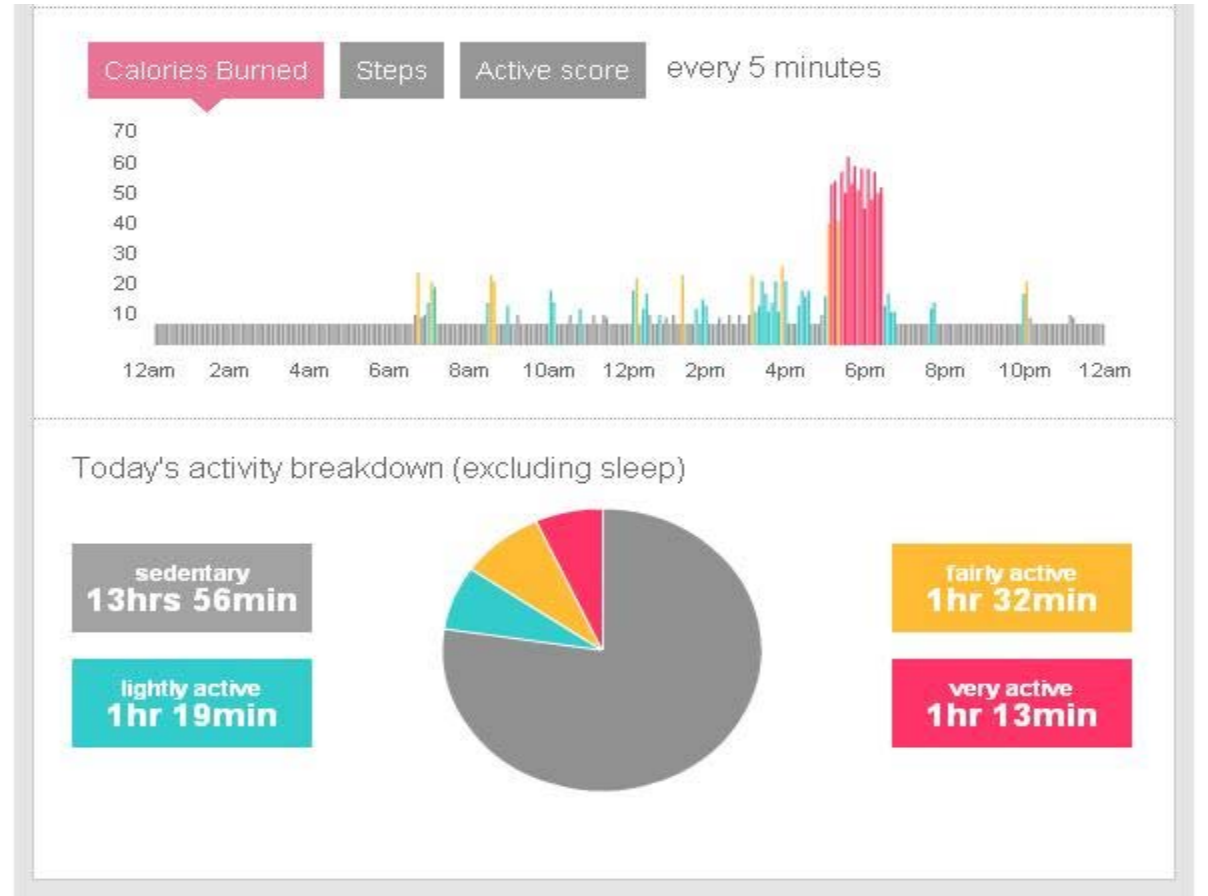 Calories Burned Steps Active score every 5 minutes
70
60
50
40
30
20
10
12am 2am 4am 6am 8am 10am 12pm 2pm 4pm 6pm 8pm 10pm 12am
Today's activity breakdown (excluding sleep)
sedentary
13hrs 56min
fairly active
1hr 32min
lightly active
1hr 19min
very active
1hr 13min